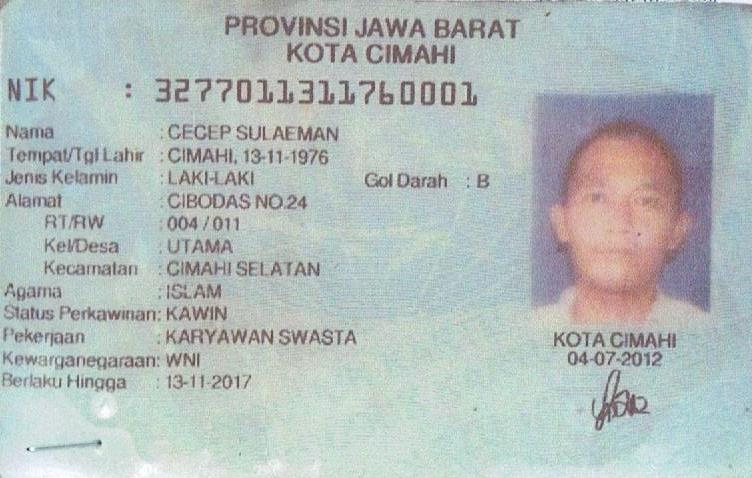 PROVINSI JAWA BARAT
KOTA CIMAHI
NIK : 3277011311760001
Nama : CECEP SULAEMAN
Tempat/Tgl Lahir : CIMAHI, 13-11-1976
Jenis Kelamin : LAKI-LAKI Gol Darah : B
Alamat : CIBODAS NO.24
RT/RW : 004 / 011
Kel/Desa : UTAMA
Kecamatan : CIMAHI SELATAN
Agama : ISLAM
Status Perkawinan: KAWIN
Pekerjaan : KARYAWAN SWASTA
Kewarganegaraan: WNI
Berlaku Hingga : 13-11-2017
KOTA CIMAHI
04-07-2012